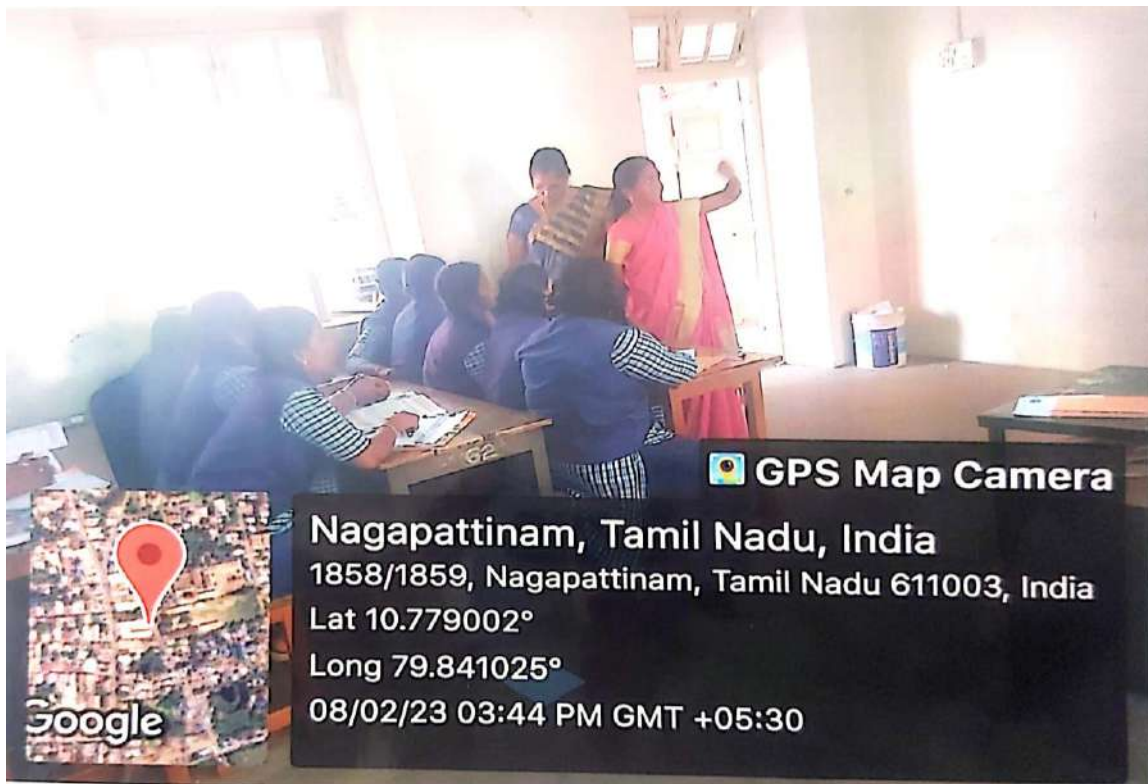 G2
GPS Map Camera
Nagapattinam, Tamil Nadu, India
1858/1859, Nagapattinam, Tamil Nadu 611003, India
Lat 10.779002°
Long 79.841025°
08/02/23 03:44 PM GMT +05:30
Google